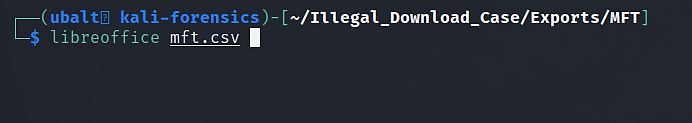 ┌──(ubalt㉿kali-forensics)-[~/Illegal_Download_Case/Exports/MFT]
└─$ libreoffice mft.csv